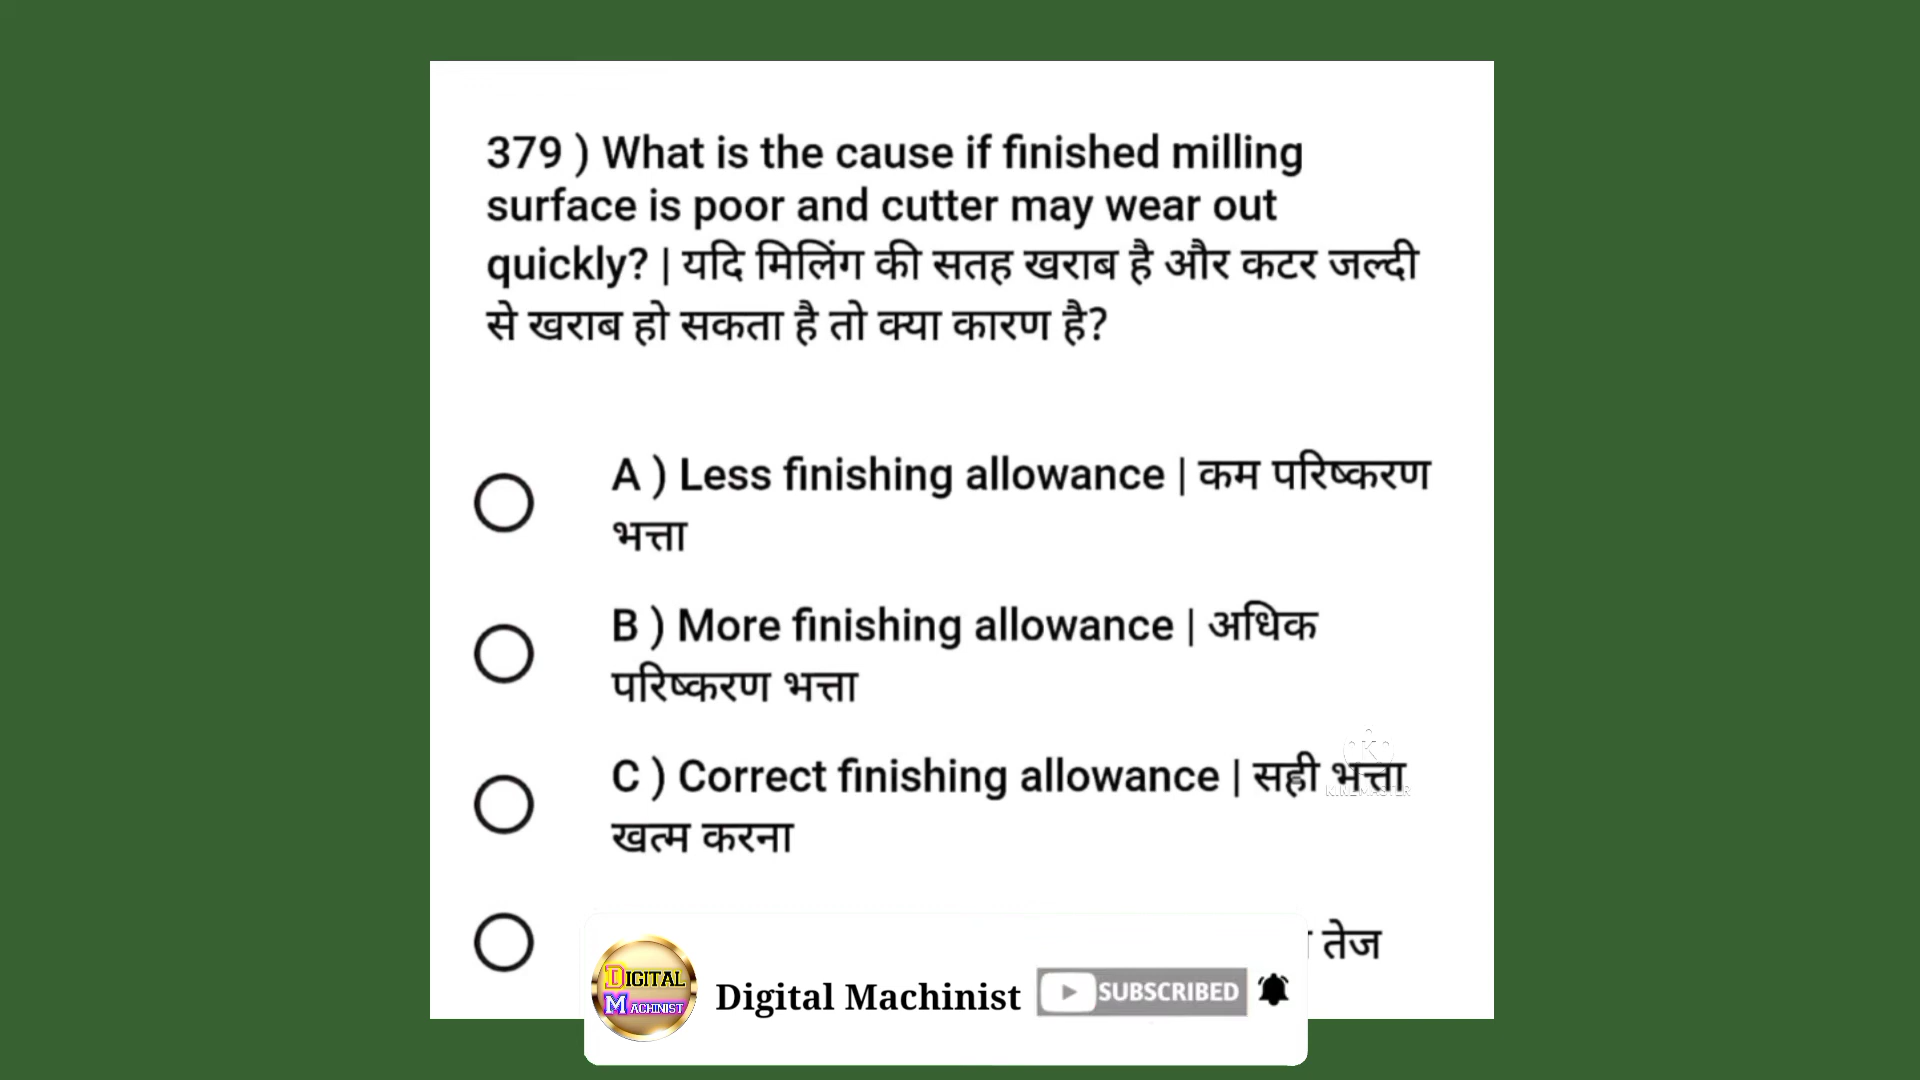 379 ) What is the cause if finished milling
surface is poor and cutter may wear out
quickly? | यदि मिलिंग की सतह खराब है और कटर जल्दी
से खराब हो सकता है तो क्या कारण है?
A ) Less finishing allowance | कम परिष्करण
भत्ता
B ) More finishing allowance | अधिक
परिष्करण भत्ता
C ) Correct finishing allowance | सही भत्ता
KINEMASTER
खत्म करना
तेज
DIGITAL
MACHINIST
Digital Machinist
SUBSCRIBED